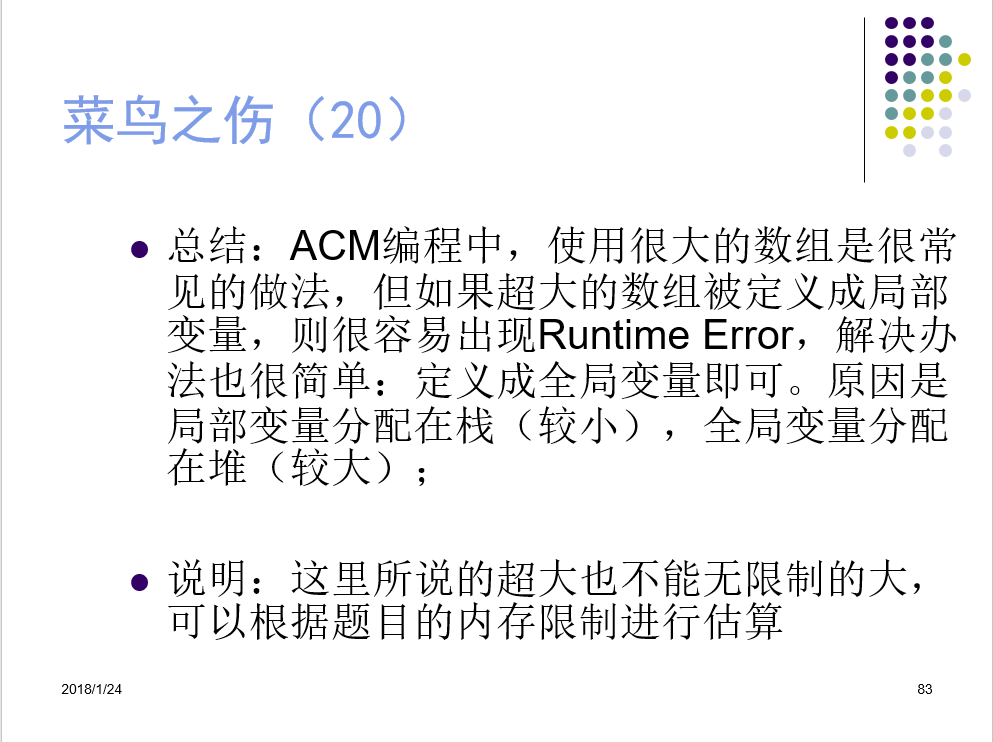 菜鸟之伤（20）
总结：ACM编程中，使用很大的数组是很常
见的做法，但如果超大的数组被定义成局部
变量，则很容易出现Runtime Error，解决办
法也很简单：定义成全局变量即可。原因是
局部变量分配在栈（较小），全局变量分配
在堆（较大）；
说明：这里所说的超大也不能无限制的大，
可以根据题目的内存限制进行估算
2018/1/24
83